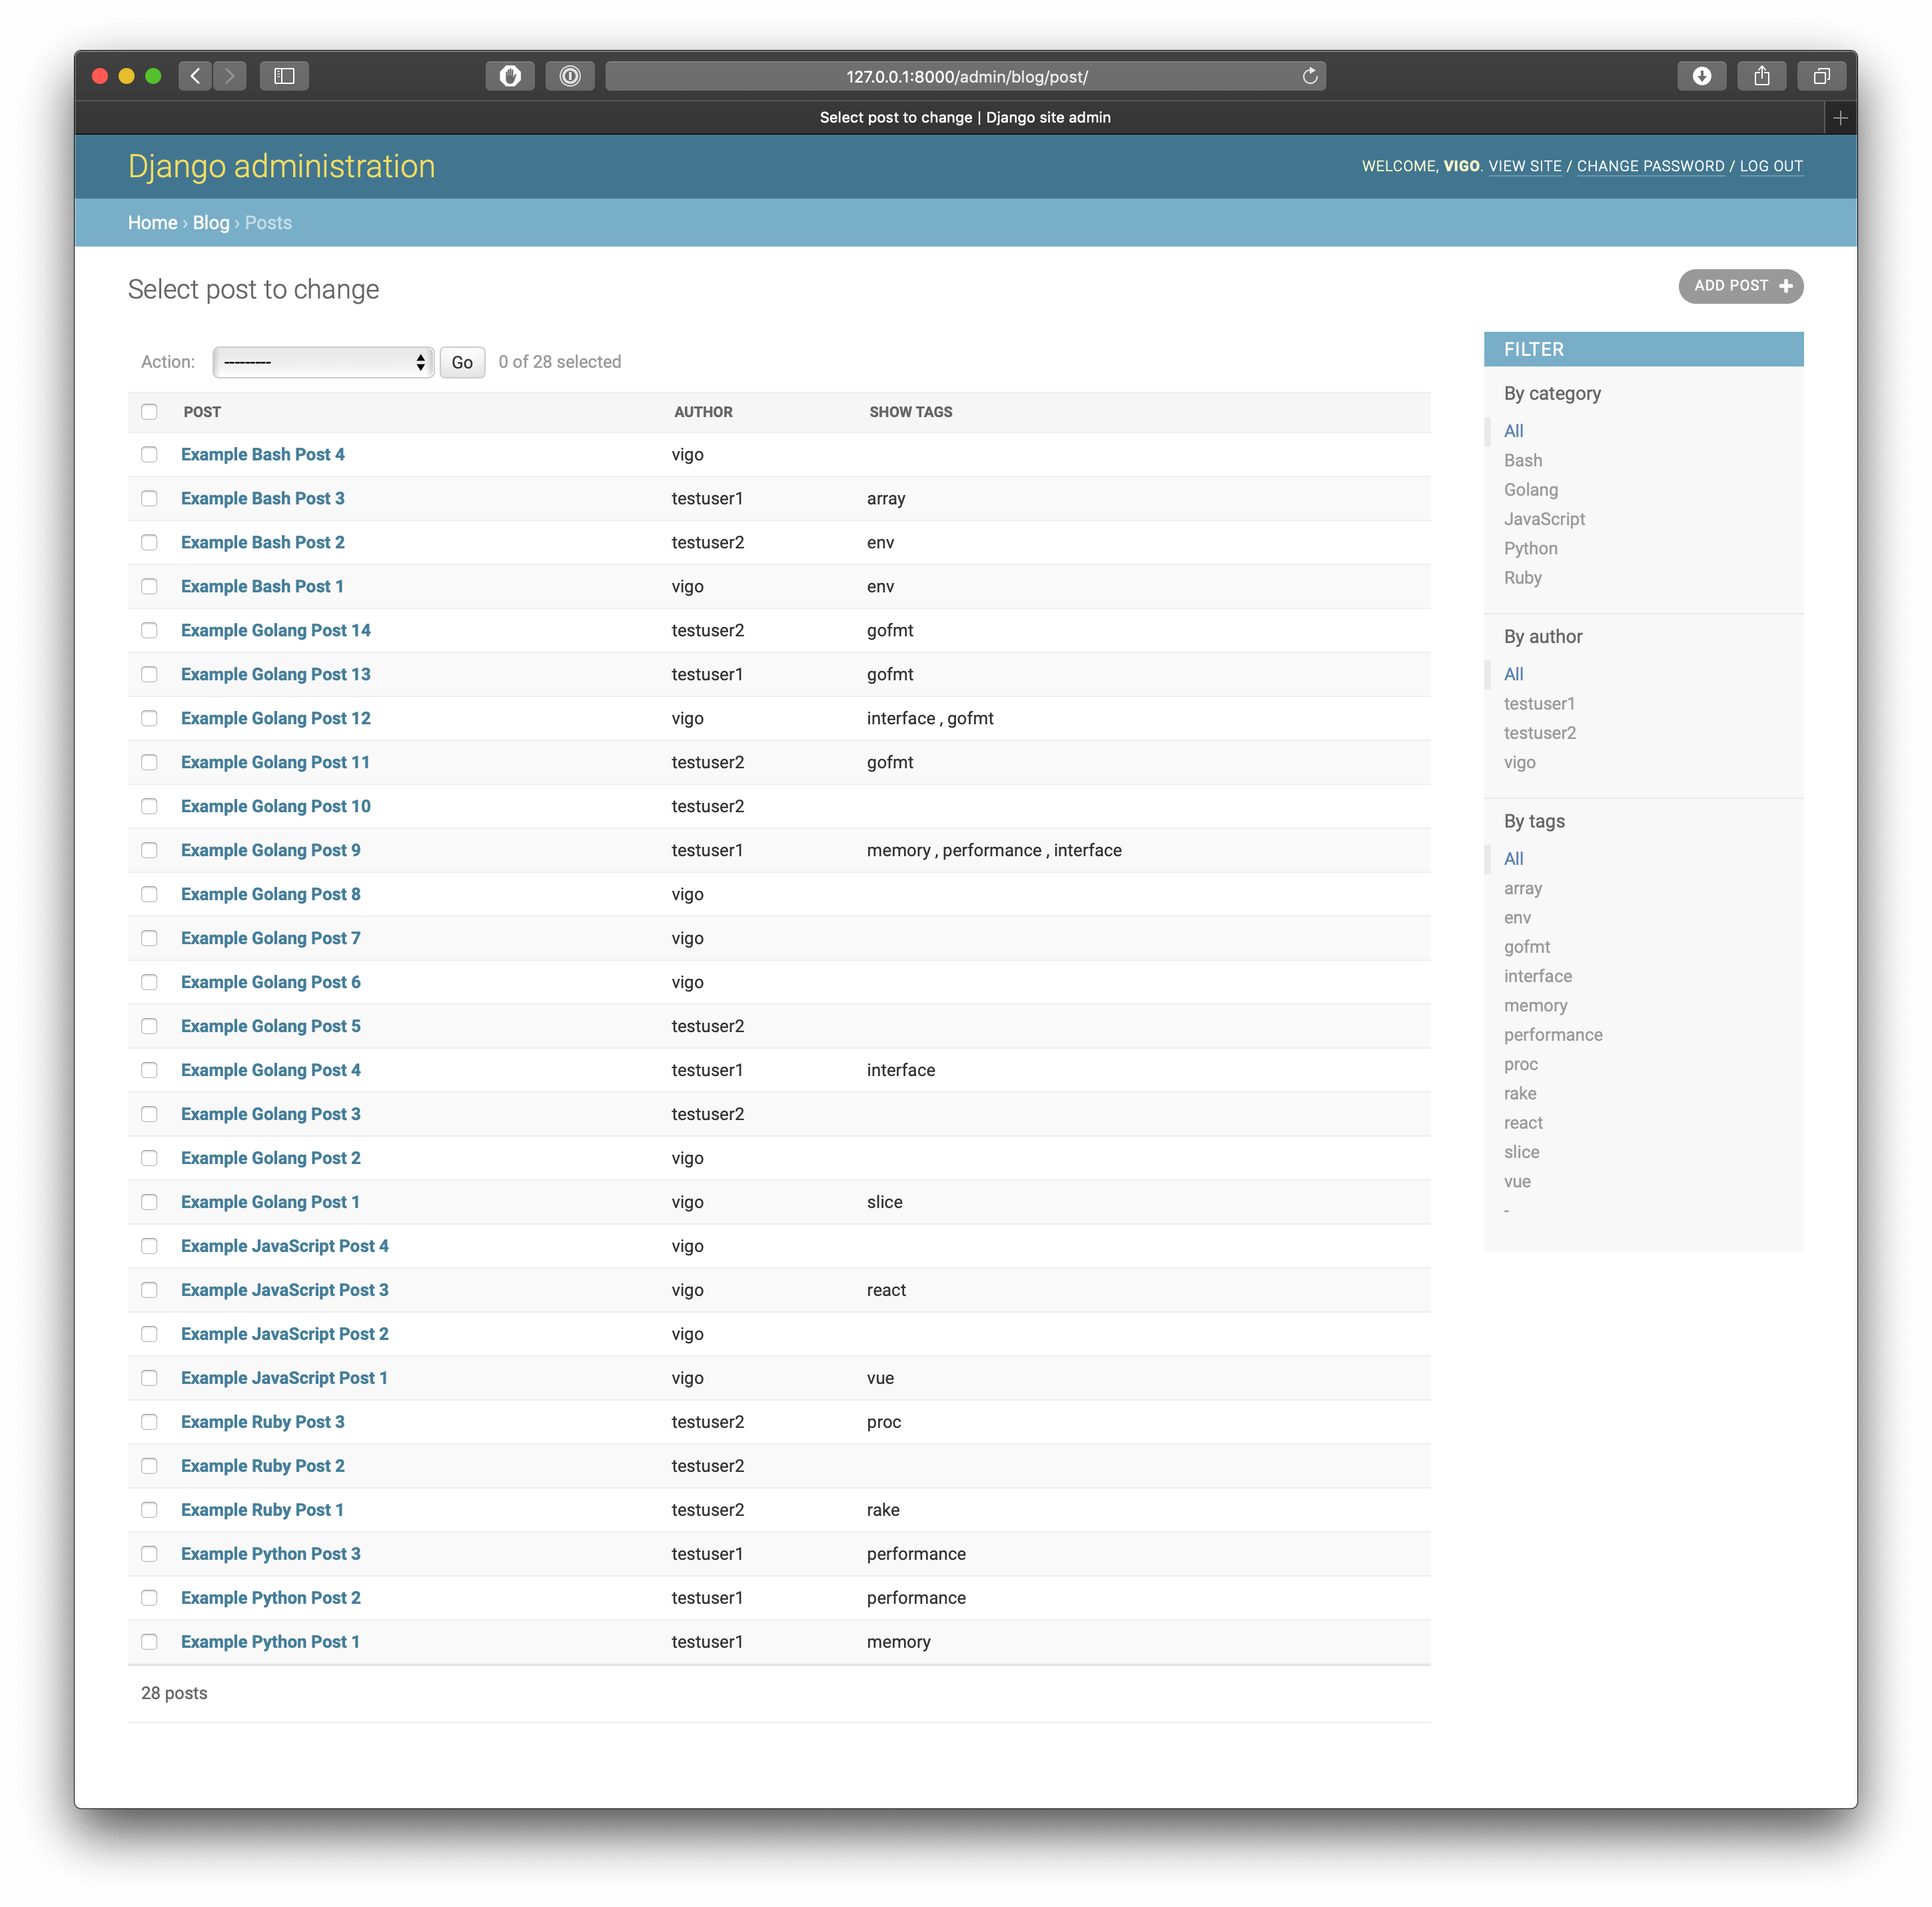 127.0.0.1:8000/admin/blog/post/
Select post to change | Django site admin
Django administration
WELCOME, VIGO. VIEW SITE / CHANGE PASSWORD / LOG OUT
Home › Blog › Posts
Select post to change
ADD POST +
Action: --------- Go 0 of 28 selected
POST AUTHOR SHOW TAGS
Example Bash Post 4 vigo
Example Bash Post 3 testuser1 array
Example Bash Post 2 testuser2 env
Example Bash Post 1 vigo env
Example Golang Post 14 testuser2 gofmt
Example Golang Post 13 testuser1 gofmt
Example Golang Post 12 vigo interface , gofmt
Example Golang Post 11 testuser2 gofmt
Example Golang Post 10 testuser2
Example Golang Post 9 testuser1 memory , performance , interface
Example Golang Post 8 vigo
Example Golang Post 7 vigo
Example Golang Post 6 vigo
Example Golang Post 5 testuser2
Example Golang Post 4 testuser1 interface
Example Golang Post 3 testuser2
Example Golang Post 2 vigo
Example Golang Post 1 vigo slice
Example JavaScript Post 4 vigo
Example JavaScript Post 3 vigo react
Example JavaScript Post 2 vigo
Example JavaScript Post 1 vigo vue
Example Ruby Post 3 testuser2 proc
Example Ruby Post 2 testuser2
Example Ruby Post 1 testuser2 rake
Example Python Post 3 testuser1 performance
Example Python Post 2 testuser1 performance
Example Python Post 1 testuser1 memory
28 posts
FILTER
By category
All
Bash
Golang
JavaScript
Python
Ruby
By author
All
testuser1
testuser2
vigo
By tags
All
array
env
gofmt
interface
memory
performance
proc
rake
react
slice
vue
-